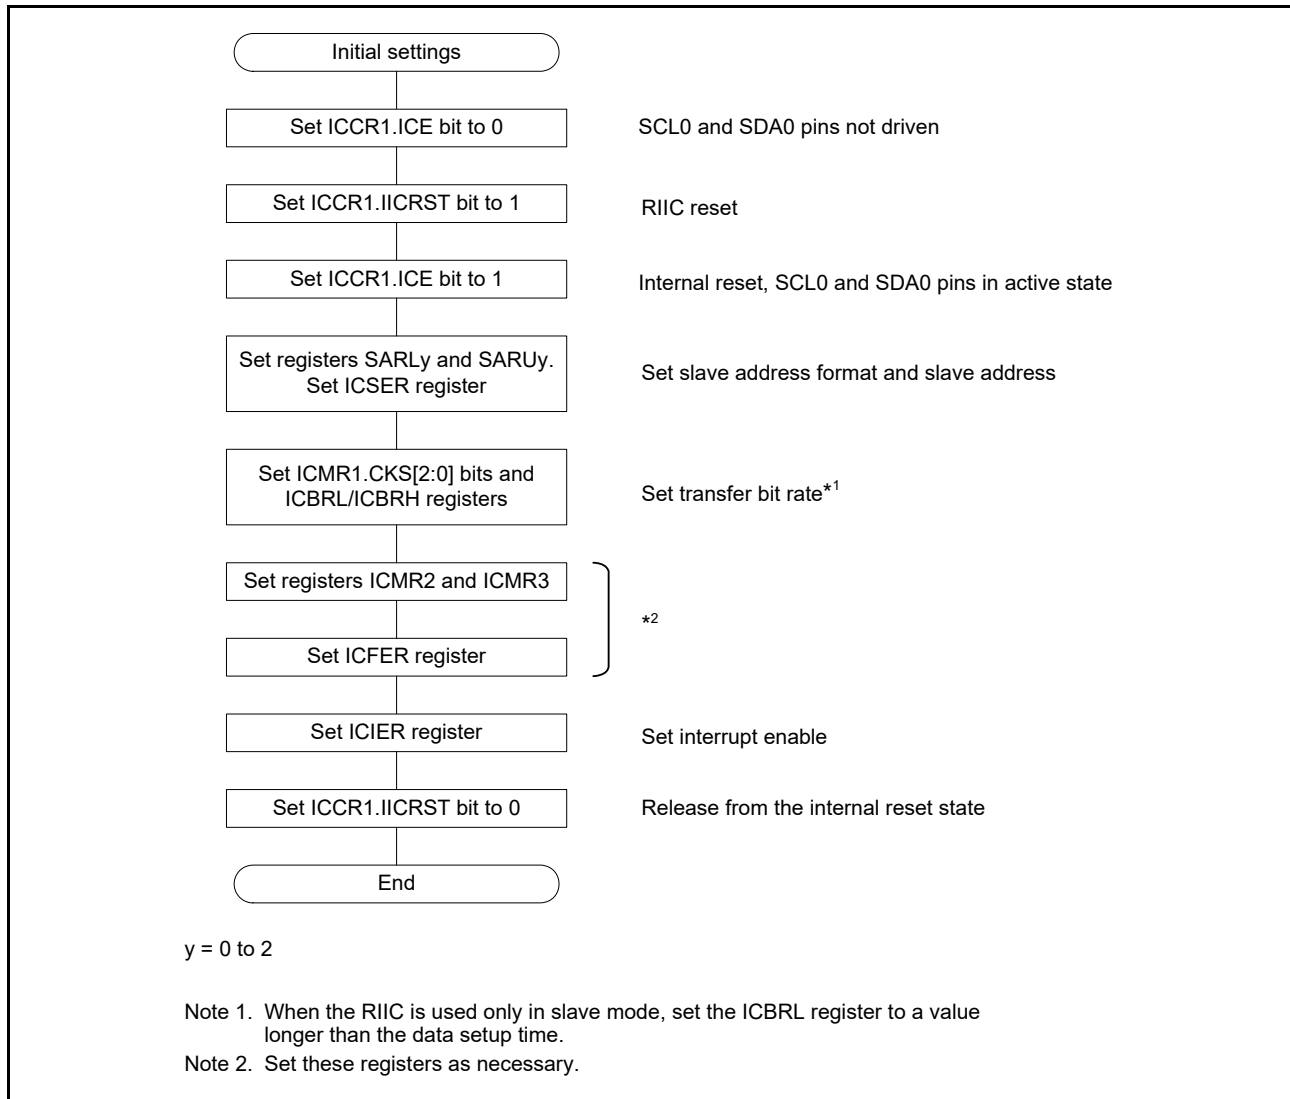 Initial settings
Set ICCR1.ICE bit to 0
SCL0 and SDA0 pins not driven
Set ICCR1.IICRST bit to 1
RIIC reset
Set ICCR1.ICE bit to 1
Internal reset, SCL0 and SDA0 pins in active state
Set registers SARLy and SARUy.
Set ICSER register
Set slave address format and slave address
Set ICMR1.CKS[2:0] bits and
ICBRL/ICBRH registers
Set transfer bit rate*1
Set registers ICMR2 and ICMR3
*2
Set ICFER register
Set ICIER register
Set interrupt enable
Set ICCR1.IICRST bit to 0
Release from the internal reset state
End
y = 0 to 2
Note 1. When the RIIC is used only in slave mode, set the ICBRL register to a value
longer than the data setup time.
Note 2. Set these registers as necessary.